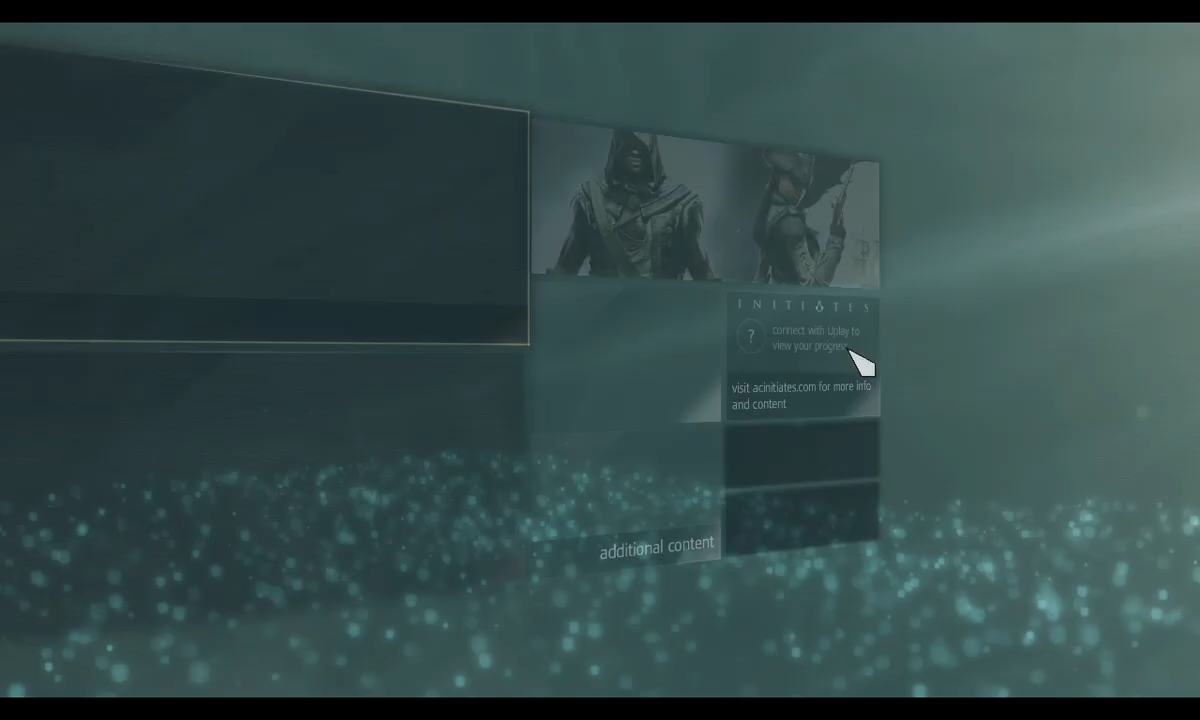 INITIATES
?
connect with Uplay to
view your progress
visit acinitiates.com for more info
and content
additional content